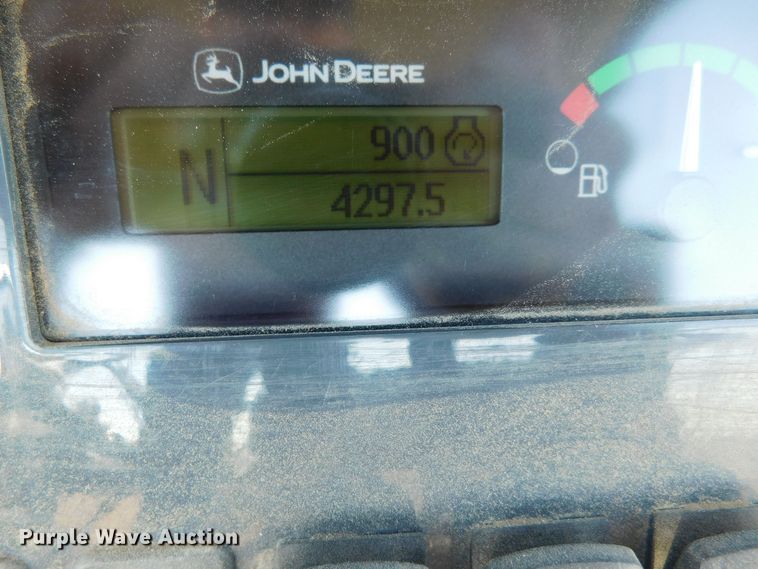 JOHN DEERE
900
N
4297.5
Purple Wave Auction®